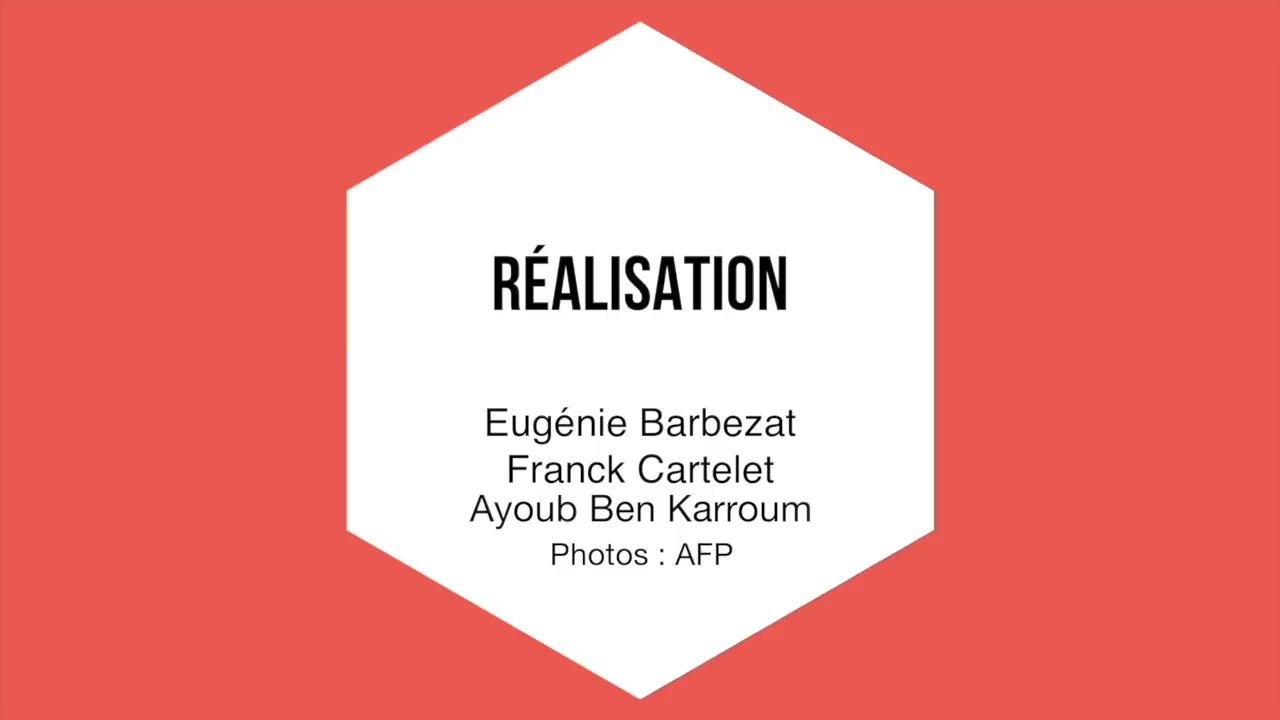 RÉALISATION
Eugénie Barbezat
Franck Cartelet
Ayoub Ben Karroum
Photos : AFP